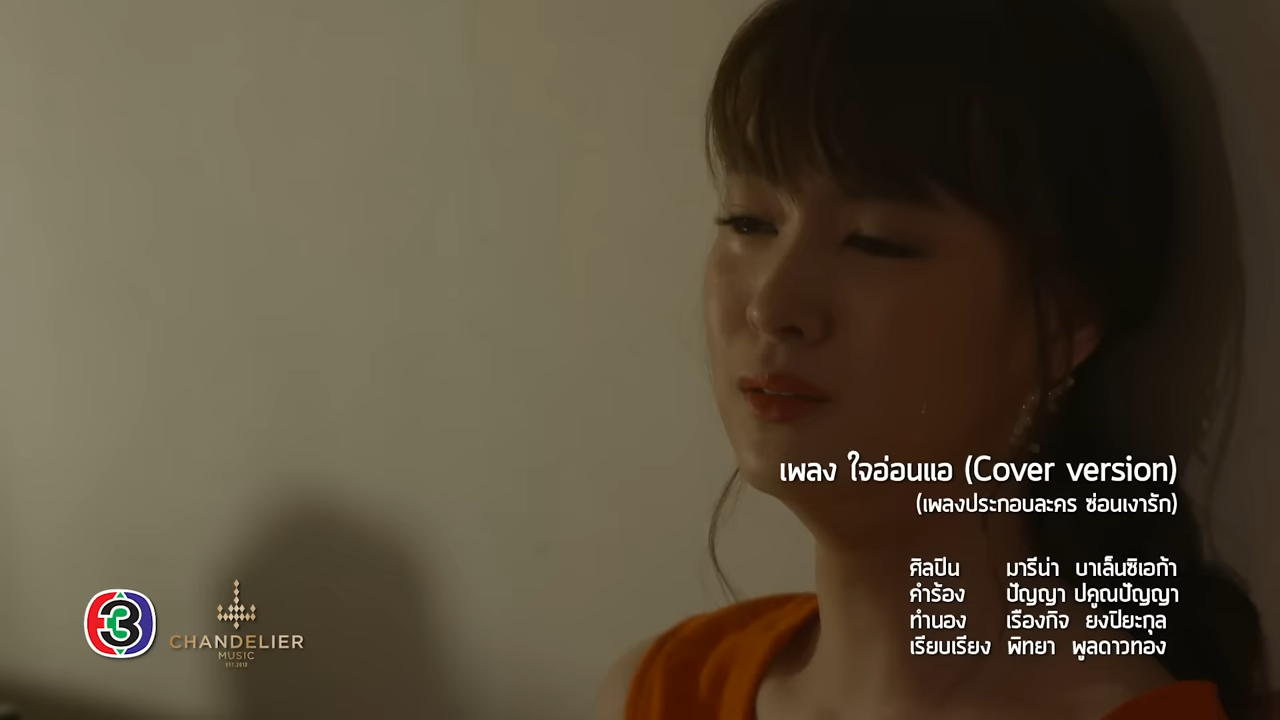 เพลง ใจอ่อนแอ (Cover version)
(เพลงประกอบละคร ซ่อนเงารัก)
ศิลปิน มารีน่า บาเล็นซิเอก้า
คำร้อง ปัญญา ปคูณปัญญา
ทำนอง เรืองกิจ ยงปิยะกุล
เรียบเรียง พิทยา พูลดาวทอง
3
CHANDELIER
MUSIC
EST.2012